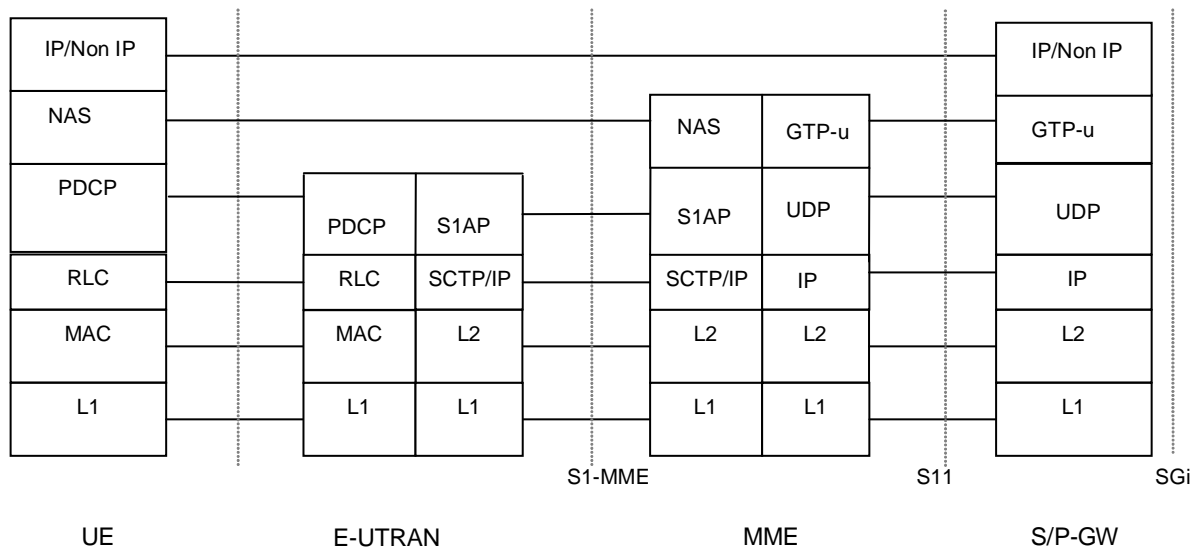 IP/Non IP IP/Non IP
NAS NAS GTP-u GTP-u
PDCP PDCP S1AP S1AP UDP UDP
RLC RLC SCTP/IP SCTP/IP IP IP
MAC MAC L2 L2 L2 L2
L1 L1 L1 L1 L1 L1
S1-MME S11 SGi
UE E-UTRAN MME S/P-GW